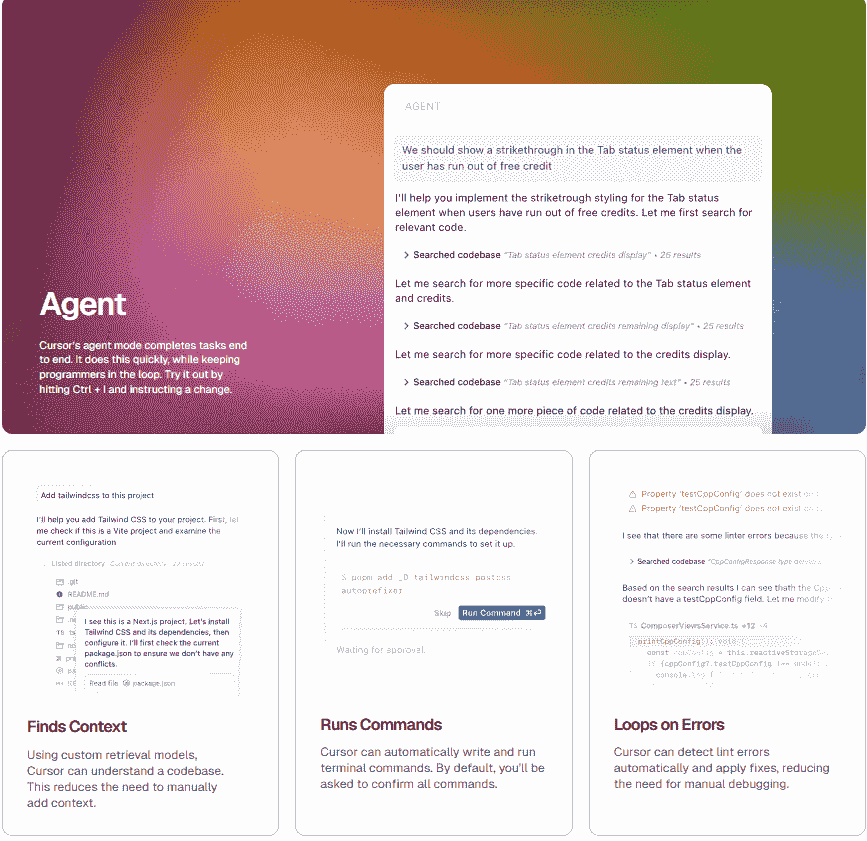 AGENT
We should show a strikethrough in the Tab status element when the
user has run out of free credit
I'll help you implement the striketrough styling for the Tab status
element when users have run out of free credits. Let me first search for
relevant code.
> Searched codebase "Tab status element credits display" • 25 results
Let me search for more specific code related to the Tab status element
and credits.
> Searched codebase "Tab status element credits remaining display" • 25 results
Let me search for more specific code related to the credits display.
> Searched codebase "Tab status element credits remaining text" • 25 results
Let me search for one more piece of code related to the credits display.
Agent
Cursor's agent mode completes tasks end
to end. It does this quickly, while keeping
programmers in the loop. Try it out by
hitting Ctrl + I and instructing a change.
Add tailwindcss to this project
I'll help you add Tailwind CSS to your project. First, let
me check if this is a Vite project and examine the
current configuration
Listed directory
.git
README.md
public
I see this is a Next.js project. Let's install
Tailwind CSS and its dependencies, then
configure it. I'll first check the current
package.json to ensure we don't have any
conflicts.
Read file package.json
Finds Context
Using custom retrieval models,
Cursor can understand a codebase.
This reduces the need to manually
add context.
Now I'll install Tailwind CSS and its dependencies.
I'll run the necessary commands to set it up.
$ pnpm add -D tailwindcss postcss
autoprefixer
Skip Run Command ⌘⏎
Waiting for approval.
Runs Commands
Cursor can automatically write and run
terminal commands. By default, you'll be
asked to confirm all commands.
Property 'testCppConfig' does not exist on
Property 'testCppConfig' does not exist on
I see that there are some linter errors because the
> Searched codebase "CppConfigResponse type
Based on the search results I can see thath the Cpp
doesn't have a testCppConfig field. Let me modify
TS ComposerViewsService.ts +12 -4
printCppConfig(): void {
const cppConfig = this.reactiveStorage
if (cppConfig?.testCppConfig
console.log(
Loops on Errors
Cursor can detect lint errors
automatically and apply fixes, reducing
the need for manual debugging.